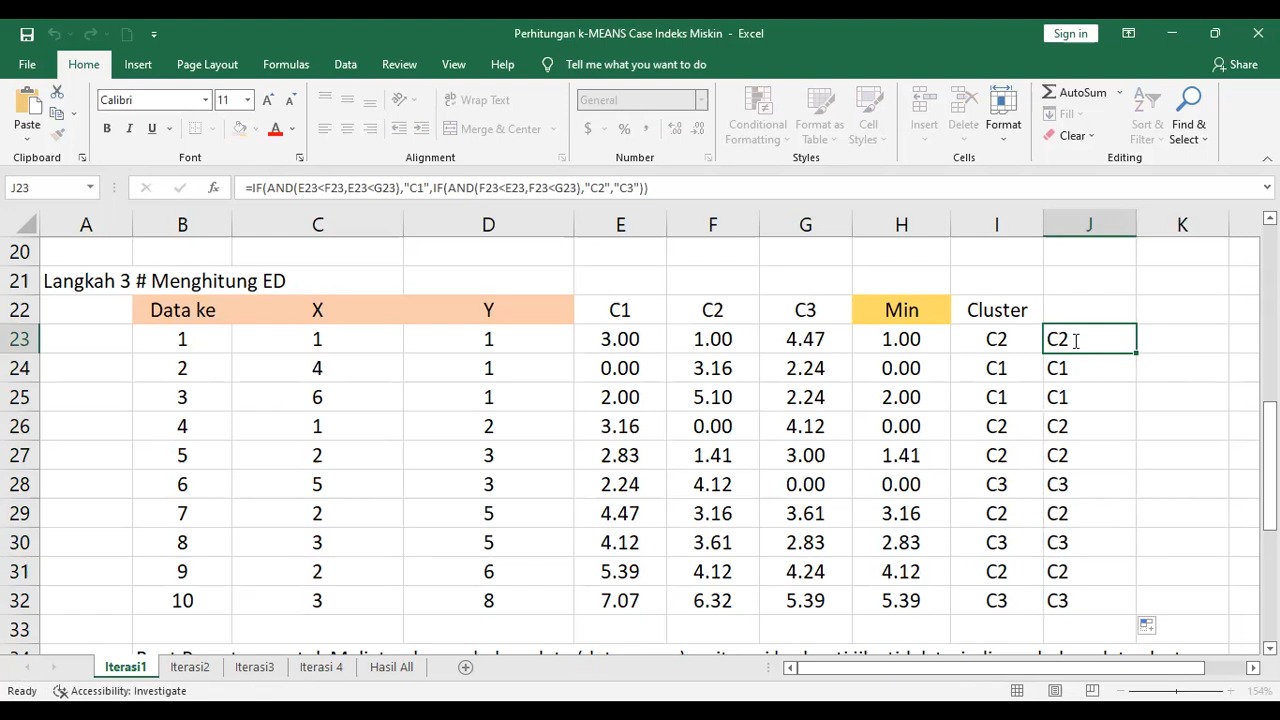 Perhitungan k-MEANS Case Indeks Miskin - Excel
Sign in
File Home Insert Page Layout Formulas Data Review View Help Tell me what you want to do Share
Paste
Clipboard
Calibri 11
B I U
Font
Wrap Text
Merge & Center
Alignment
General
$ % ,
Number
Conditional Formatting
Format as Table
Cell Styles
Styles
Insert
Delete
Format
Cells
AutoSum
Fill
Clear
Sort & Filter
Find & Select
Editing
J23 fx =IF(AND(E23<F23,E23<G23),"C1",IF(AND(F23<E23,F23<G23),"C2","C3"))
A B C D E F G H I J K
20
21 Langkah 3 # Menghitung ED
22 Data ke X Y C1 C2 C3 Min Cluster
23 1 1 1 3.00 1.00 4.47 1.00 C2 C2
24 2 4 1 0.00 3.16 2.24 0.00 C1 C1
25 3 6 1 2.00 5.10 2.24 2.00 C1 C1
26 4 1 2 3.16 0.00 4.12 0.00 C2 C2
27 5 2 3 2.83 1.41 3.00 1.41 C2 C2
28 6 5 3 2.24 4.12 0.00 0.00 C3 C3
29 7 2 5 4.47 3.16 3.61 3.16 C2 C2
30 8 3 5 4.12 3.61 2.83 2.83 C3 C3
31 9 2 6 5.39 4.12 4.24 4.12 C2 C2
32 10 3 8 7.07 6.32 5.39 5.39 C3 C3
33
Iterasi1 Iterasi2 Iterasi3 Iterasi 4 Hasil All
Ready Accessibility: Investigate 154%